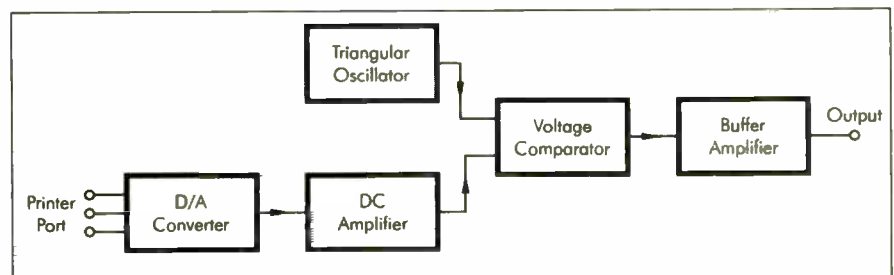 Triangular
Oscillator
Voltage
Comparator
Buffer
Amplifier
Output
Printer
Port
D/A
Converter
DC
Amplifier